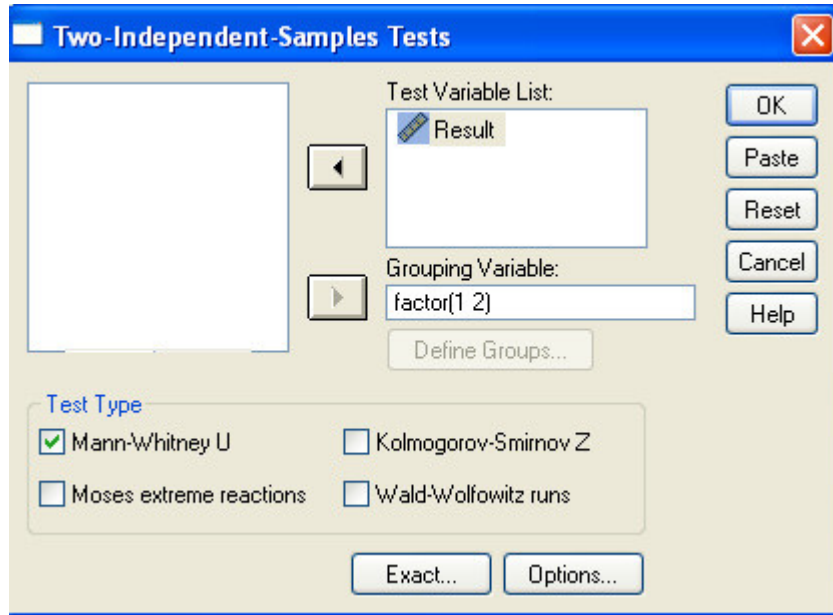 Two-Independent-Samples Tests
Test Variable List:
Result
OK
Paste
Reset
Cancel
Help
Grouping Variable:
factor(1 2)
Define Groups...
Test Type
Mann-Whitney U
Kolmogorov-Smirnov Z
Moses extreme reactions
Wald-Wolfowitz runs
Exact...
Options...